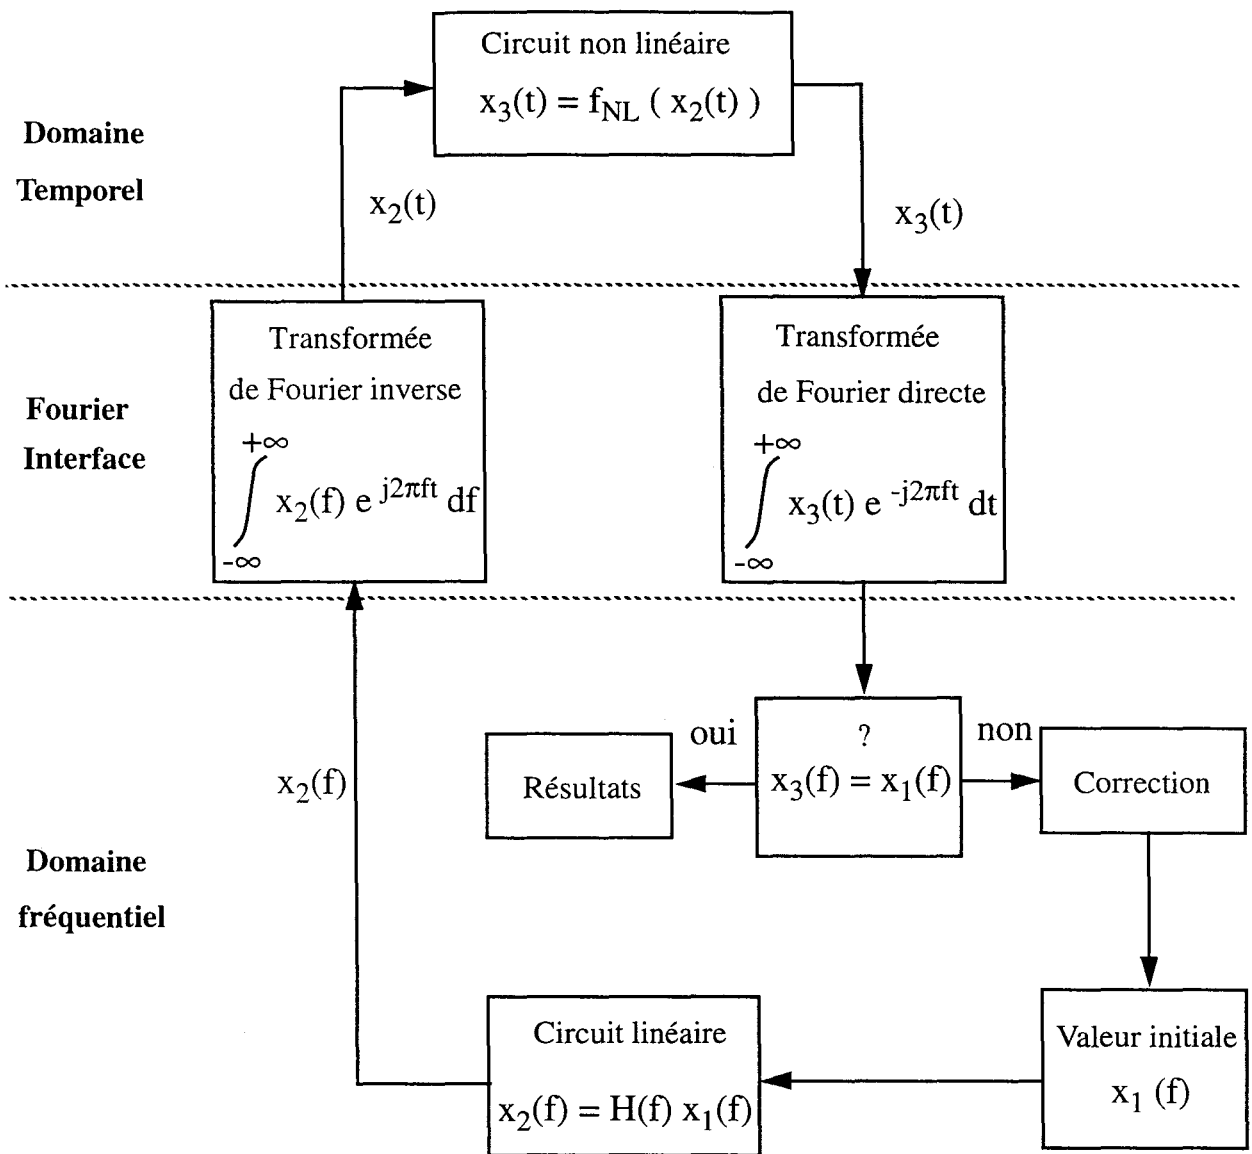 Circuit non linéaire
x3(t) = fNL ( x2(t) )
Domaine
Temporel
x2(t)
x3(t)
Transformée
de Fourier inverse
+∞
∫ x2(f) e j2πft df
-∞
Transformée
de Fourier directe
+∞
∫ x3(t) e -j2πft dt
-∞
Fourier
Interface
x2(f)
oui
?
x3(f) = x1(f)
non
Résultats
Correction
Domaine
fréquentiel
Circuit linéaire
x2(f) = H(f) x1(f)
Valeur initiale
x1 (f)